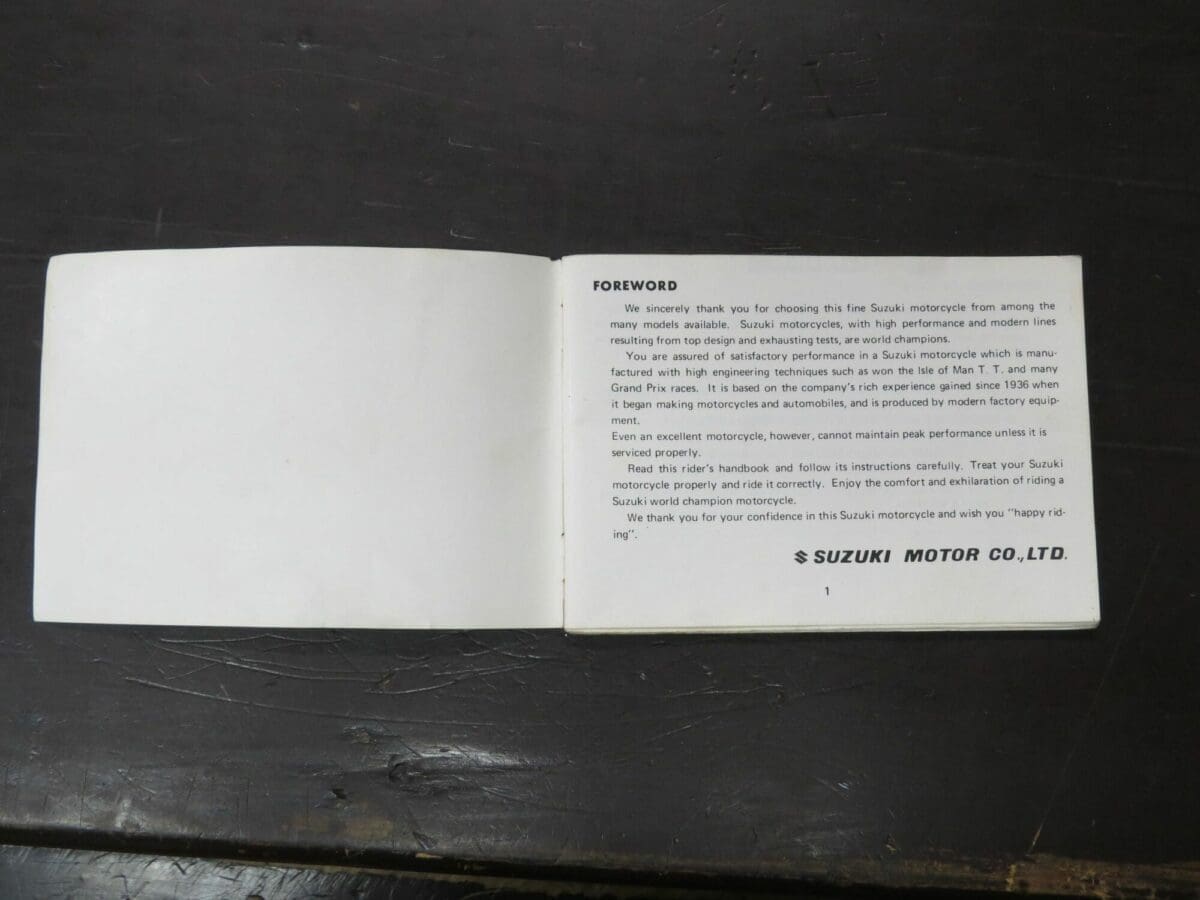 FOREWORD
We sincerely thank you for choosing this fine Suzuki motorcycle from among the
many models available. Suzuki motorcycles, with high performance and modern lines
resulting from top design and exhausting tests, are world champions.
You are assured of satisfactory performance in a Suzuki motorcycle which is manu-
factured with high engineering techniques such as won the Isle of Man T. T. and many
Grand Prix races. It is based on the company's rich experience gained since 1936 when
it began making motorcycles and automobiles, and is produced by modern factory equip-
ment.
Even an excellent motorcycle, however, cannot maintain peak performance unless it is
serviced properly.
Read this rider's handbook and follow its instructions carefully. Treat your Suzuki
motorcycle properly and ride it correctly. Enjoy the comfort and exhilaration of riding a
Suzuki world champion motorcycle.
We thank you for your confidence in this Suzuki motorcycle and wish you "happy rid-
ing".
SUZUKI MOTOR CO., LTD.
1